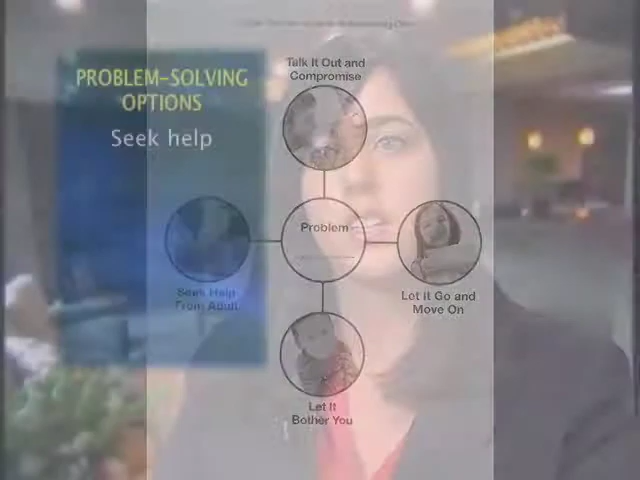 PROBLEM-SOLVING
OPTIONS
Seek help
Talk It Out and
Compromise
Problem
Seek Help
From Adult
Let It Go and
Move On
Let It
Bother You